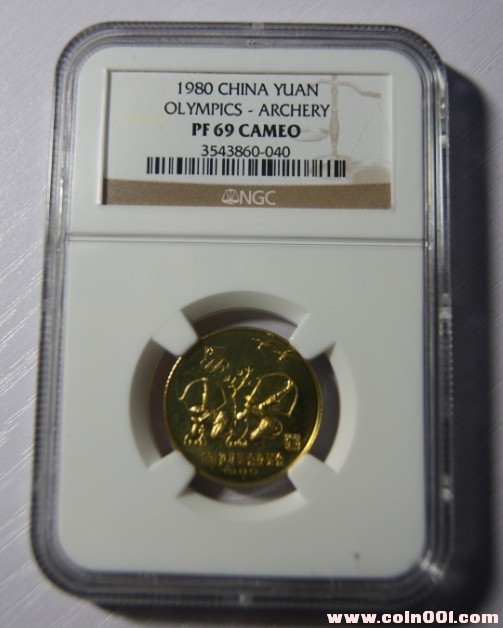 1980 CHINA YUAN
OLYMPICS - ARCHERY
PF 69 CAMEO
3543860-040
NGC
www.coin001.com